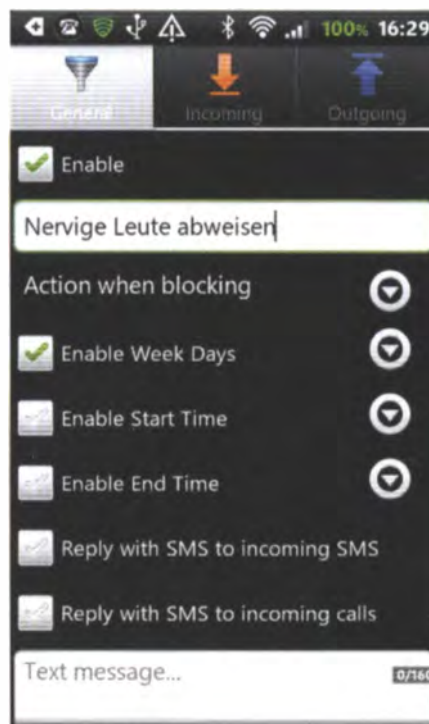 100% 16:29
General Incoming Outgoing
Enable
Nervige Leute abweisen
Action when blocking
Enable Week Days
Enable Start Time
Enable End Time
Reply with SMS to incoming SMS
Reply with SMS to incoming calls
Text message...
0/160